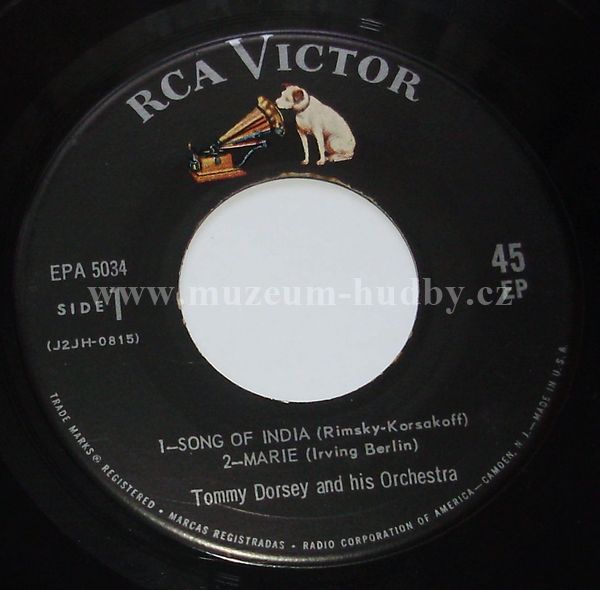 RCA VICTOR
EPA 5034
SIDE 1
(J2JH-0815)
45
EP
www.muzeum-hudby.cz
1—SONG OF INDIA (Rimsky-Korsakoff)
2—MARIE (Irving Berlin)
Tommy Dorsey and his Orchestra
TRADE MARKS ® REGISTERED • MARCAS REGISTRADAS • RADIO CORPORATION OF AMERICA—CAMDEN, N. J.—MADE IN U.S.A.